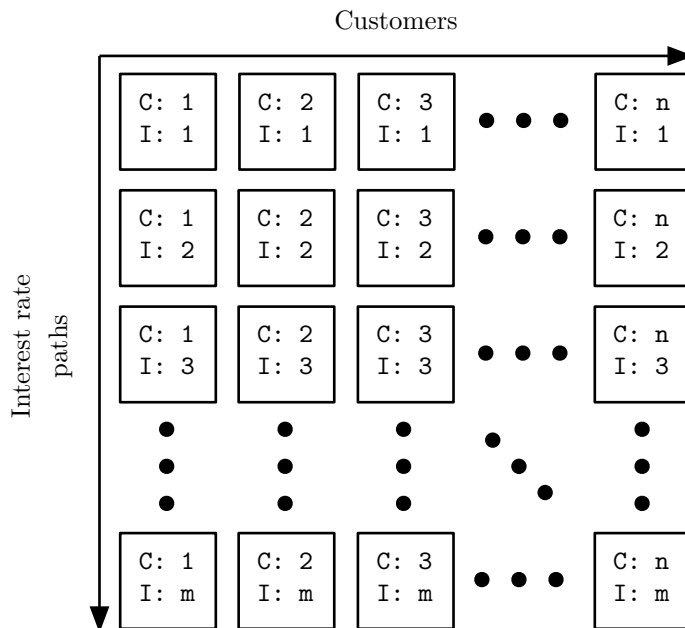 Customers
C: 1
I: 1
C: 2
I: 1
C: 3
I: 1
C: n
I: 1
C: 1
I: 2
C: 2
I: 2
C: 3
I: 2
C: n
I: 2
Interest rate
paths
C: 1
I: 3
C: 2
I: 3
C: 3
I: 3
C: n
I: 3
C: 1
I: m
C: 2
I: m
C: 3
I: m
C: n
I: m